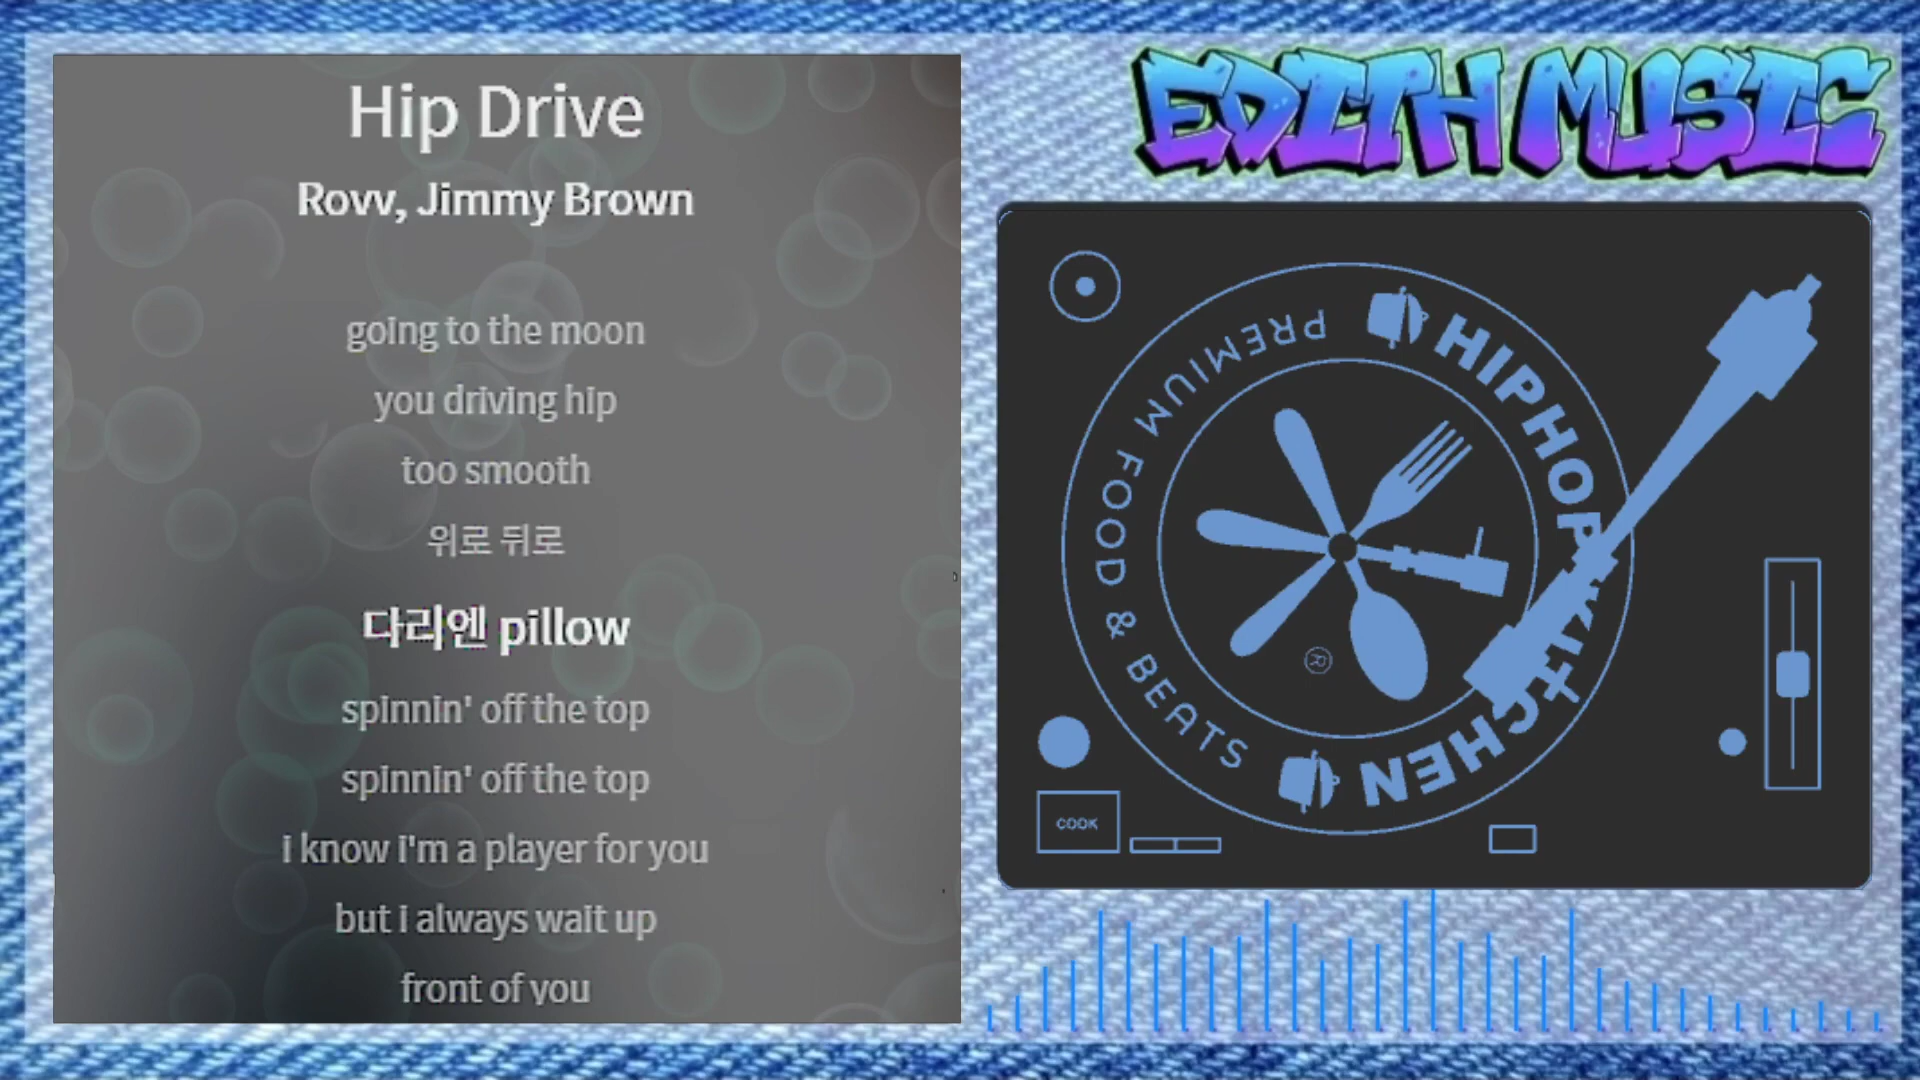 Hip Drive
Rovv, Jimmy Brown
going to the moon
you driving hip
too smooth
위로 뒤로
다리엔 pillow
spinnin' off the top
spinnin' off the top
i know i'm a player for you
but i always wait up
front of you
EDITH MUSIC
PREMIUM FOOD & BEATS
HIPHOP KITCHEN
®
COOK